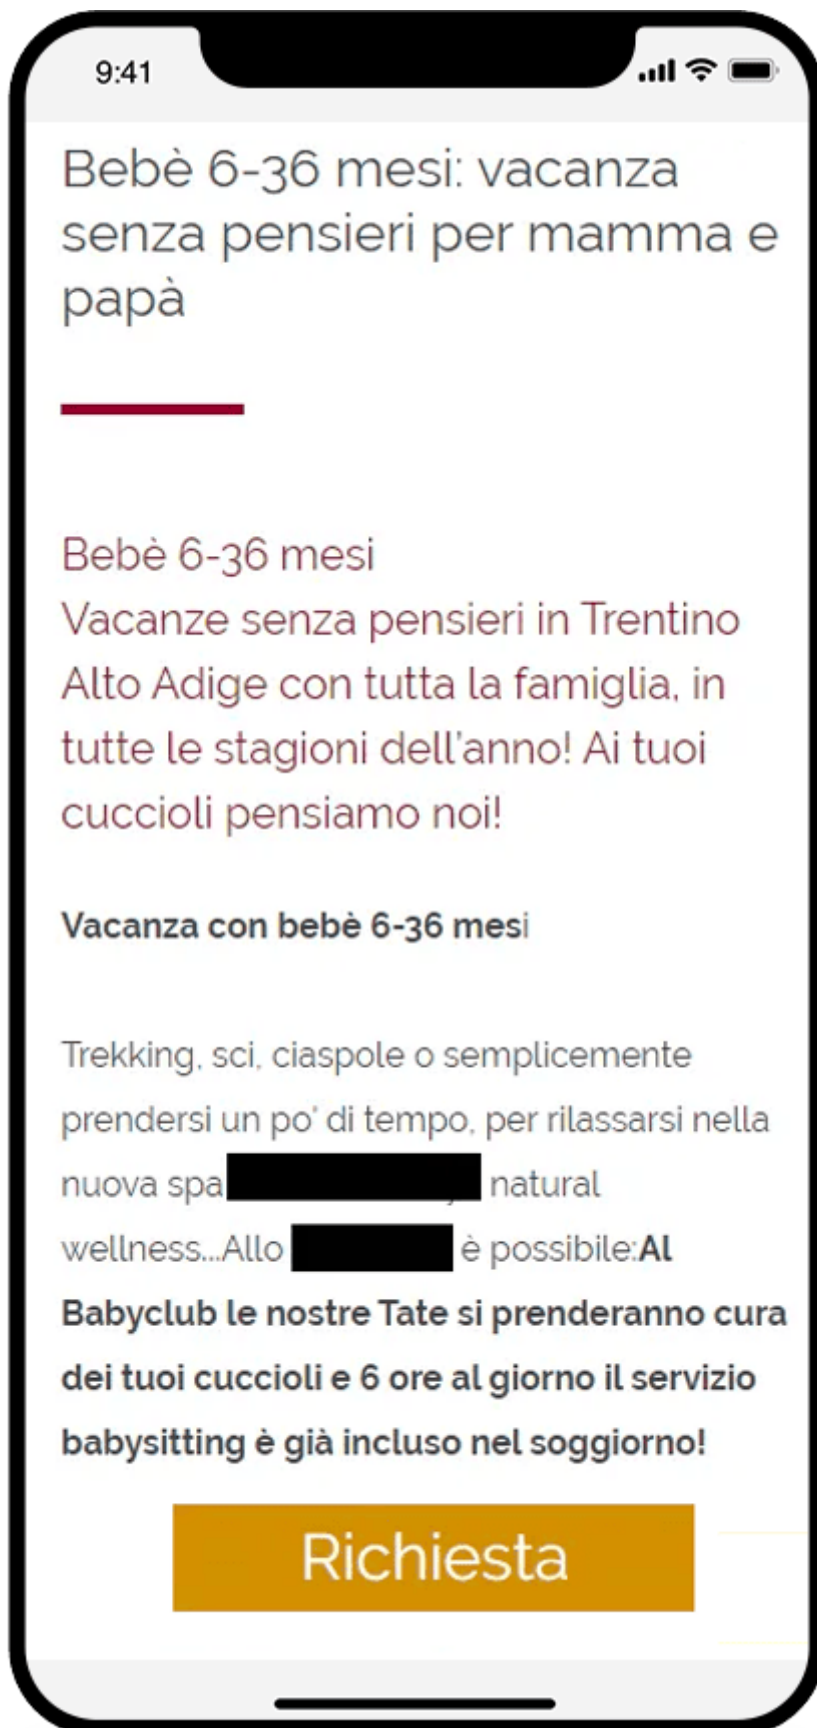 9:41
Bebè 6-36 mesi: vacanza
senza pensieri per mamma e
papà
Bebè 6-36 mesi
Vacanze senza pensieri in Trentino
Alto Adige con tutta la famiglia, in
tutte le stagioni dell'anno! Ai tuoi
cuccioli pensiamo noi!
Vacanza con bebè 6-36 mesi
Trekking, sci, ciaspole o semplicemente
prendersi un po' di tempo, per rilassarsi nella
nuova spa natural
wellness...Allo è possibile:Al
Babyclub le nostre Tate si prenderanno cura
dei tuoi cuccioli e 6 ore al giorno il servizio
babysitting è già incluso nel soggiorno!
Richiesta